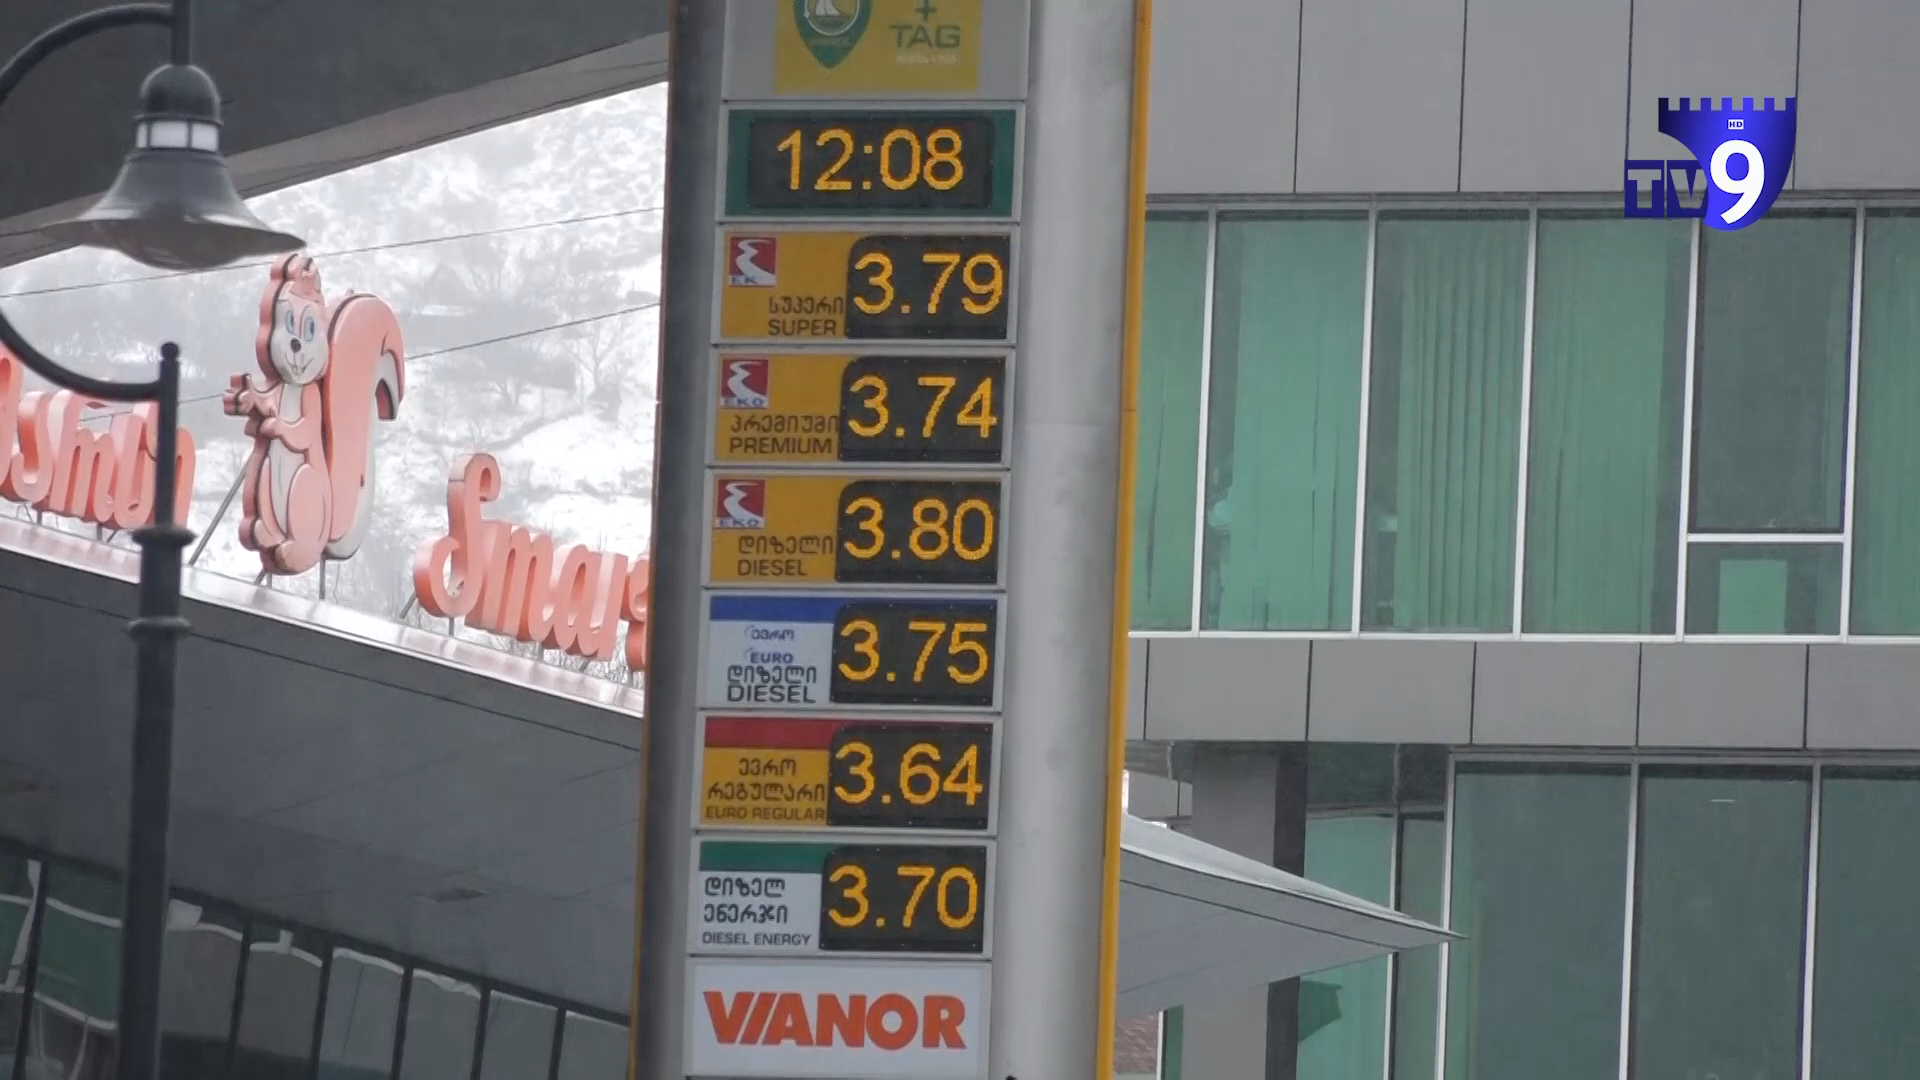 +
TAG
12:08
EK
სუპერი
SUPER
3.79
EKO
პრემიუმი
PREMIUM
3.74
EKO
დიზელი
DIESEL
3.80
ევრო
EURO
დიზელი
DIESEL
3.75
ევრო
რეგულარი
EURO REGULAR
3.64
დიზელ
ენერჯი
DIESEL ENERGY
3.70
VIANOR
Smar
HD
TV9